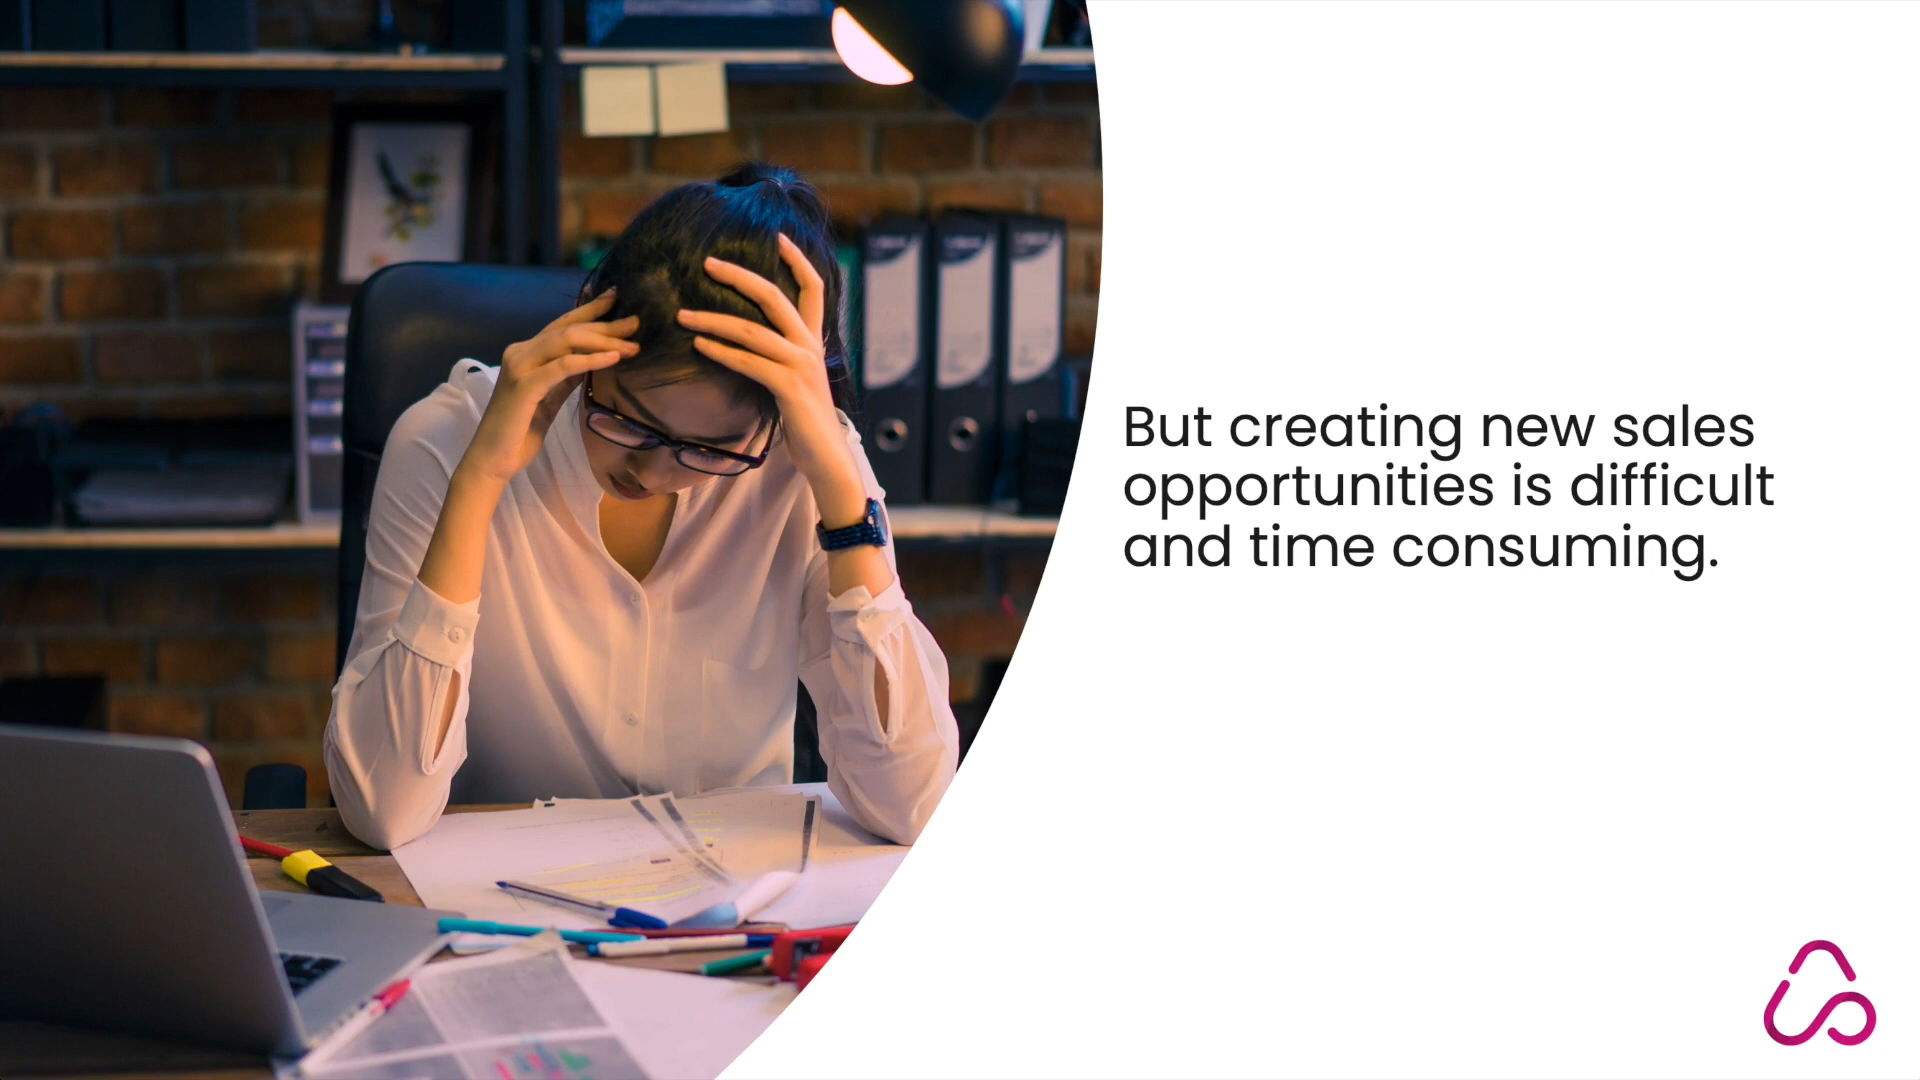 But creating new sales
opportunities is difficult
and time consuming.